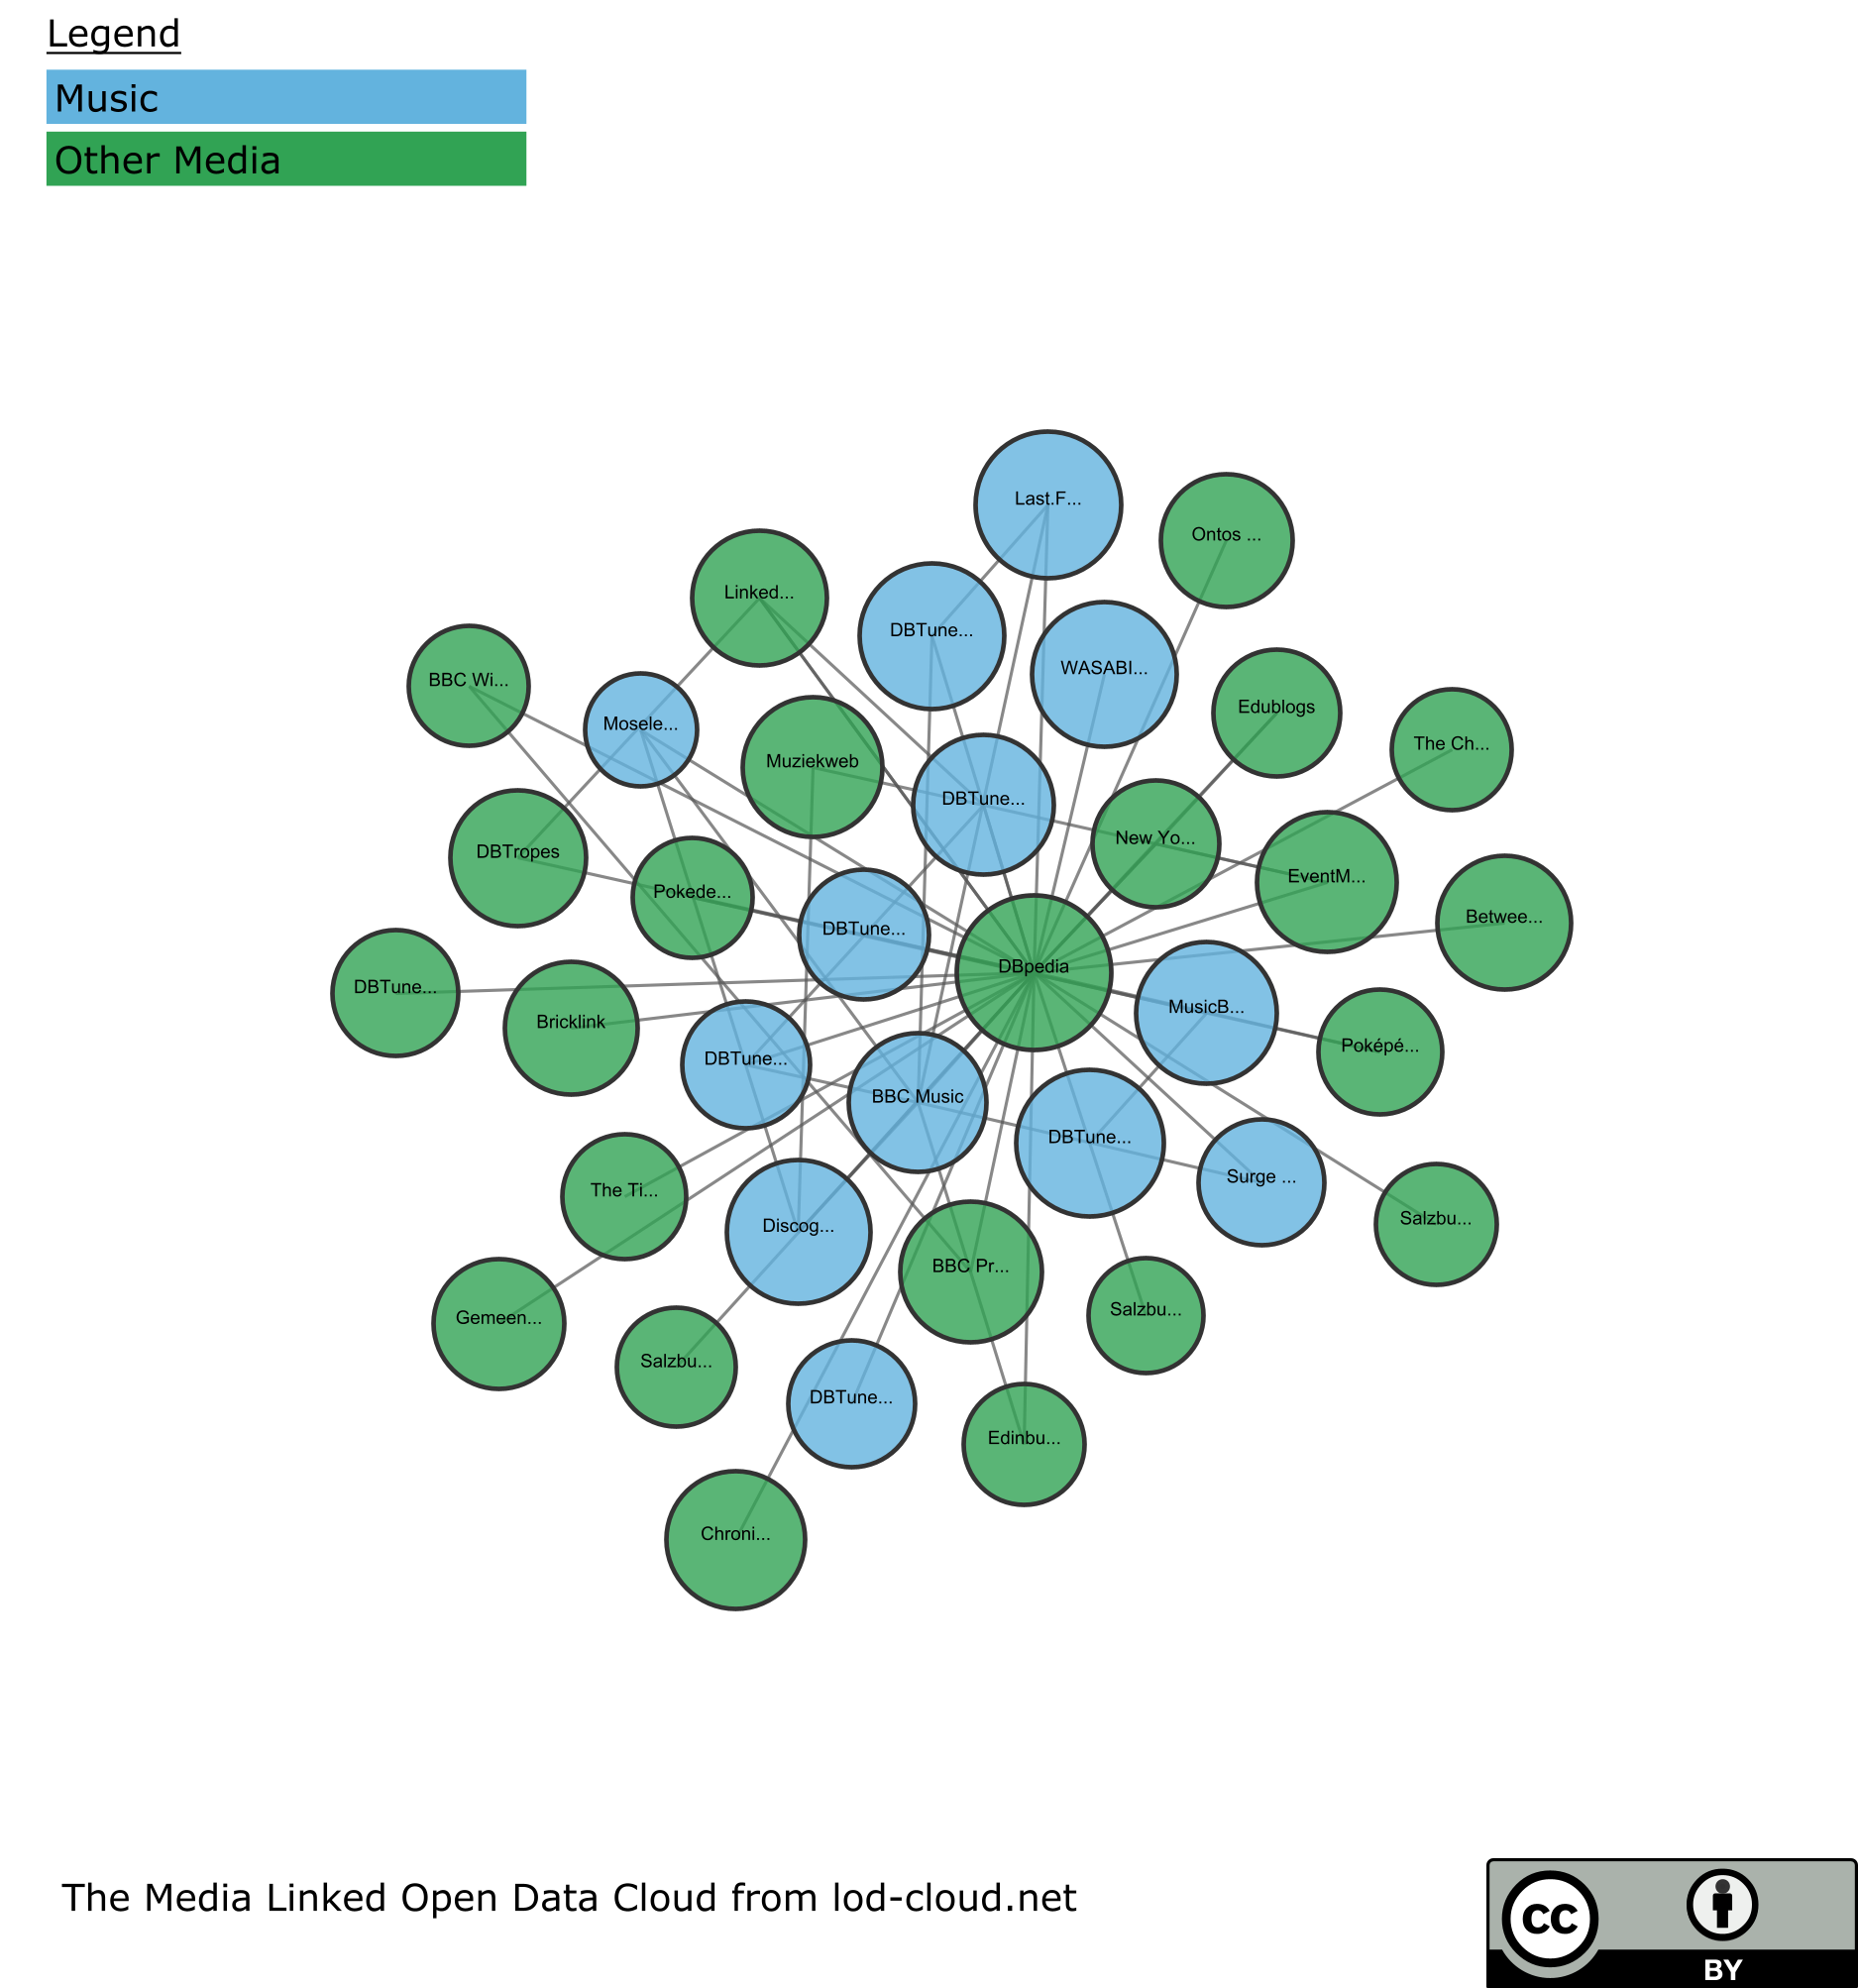 Legend
Music
Other Media
Last.F...
Ontos ...
Linked...
DBTune...
WASABI...
BBC Wi...
Edublogs
Mosele...
The Ch...
Muziekweb
DBTune...
New Yo...
DBTropes
EventM...
Pokede...
Betwee...
DBTune...
DBpedia
DBTune...
MusicB...
Bricklink
Poképé...
DBTune...
BBC Music
DBTune...
Surge ...
The Ti...
Salzbu...
Discog...
BBC Pr...
Salzbu...
Gemeen...
Salzbu...
DBTune...
Edinbu...
Chroni...
The Media Linked Open Data Cloud from lod-cloud.net
cc
BY